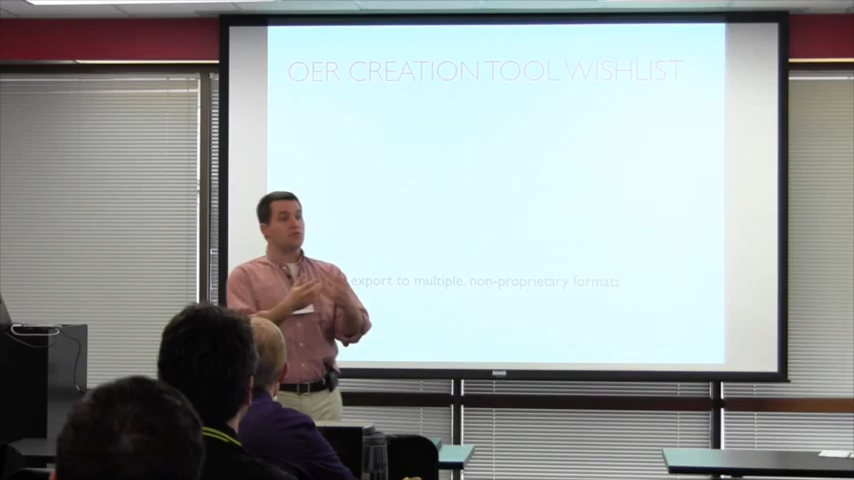 OER CREATION TOOL WISHLIST
export to multiple, non-proprietary formats